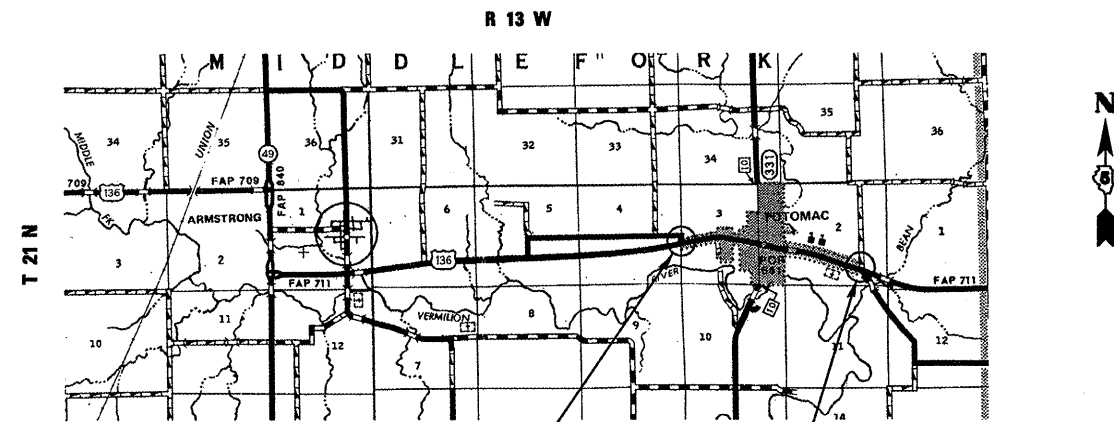 R 13 W
M I D D L E F O R K
N
T 21 N
34
35
36
31
32
33
34
35
36
MIDDLE
UNION
49
331
10
709
136
FAP 709
FAP 840
FK.
ARMSTRONG
1
6
5
4
3
POTOMAC
2
1
BEAN
3
2
136
RIVER
POP.
FAP 711
FAP 711
VERMILION
11
12
7
8
9
10
10
11
12
10
14